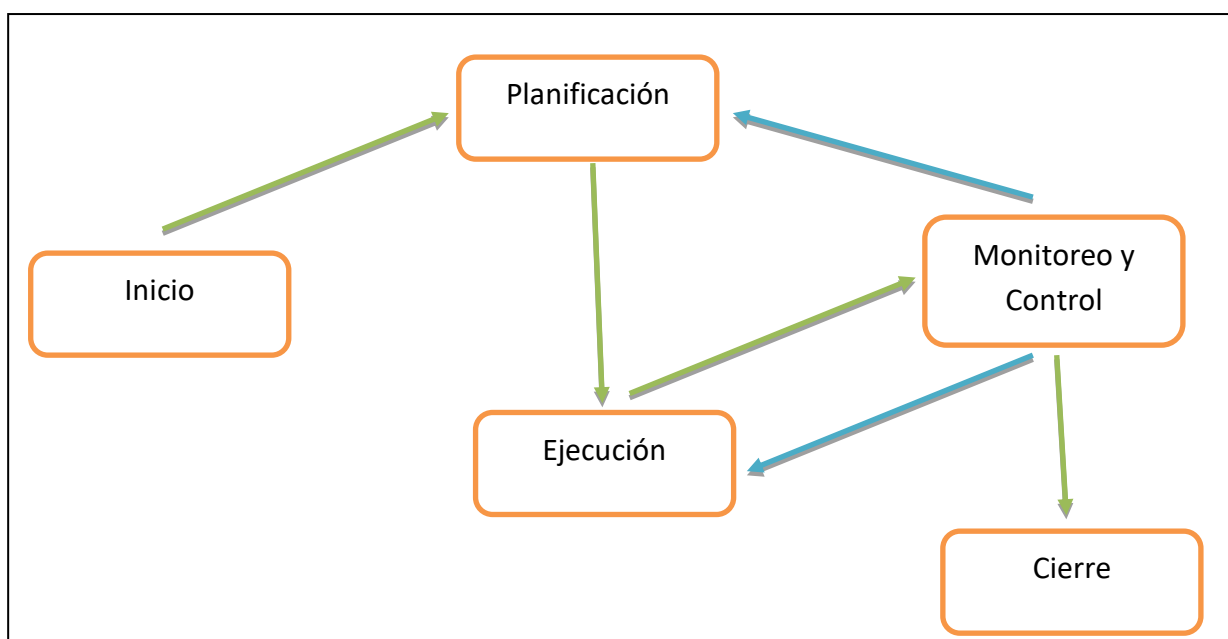 Planificación
Inicio
Monitoreo y
Control
Ejecución
Cierre